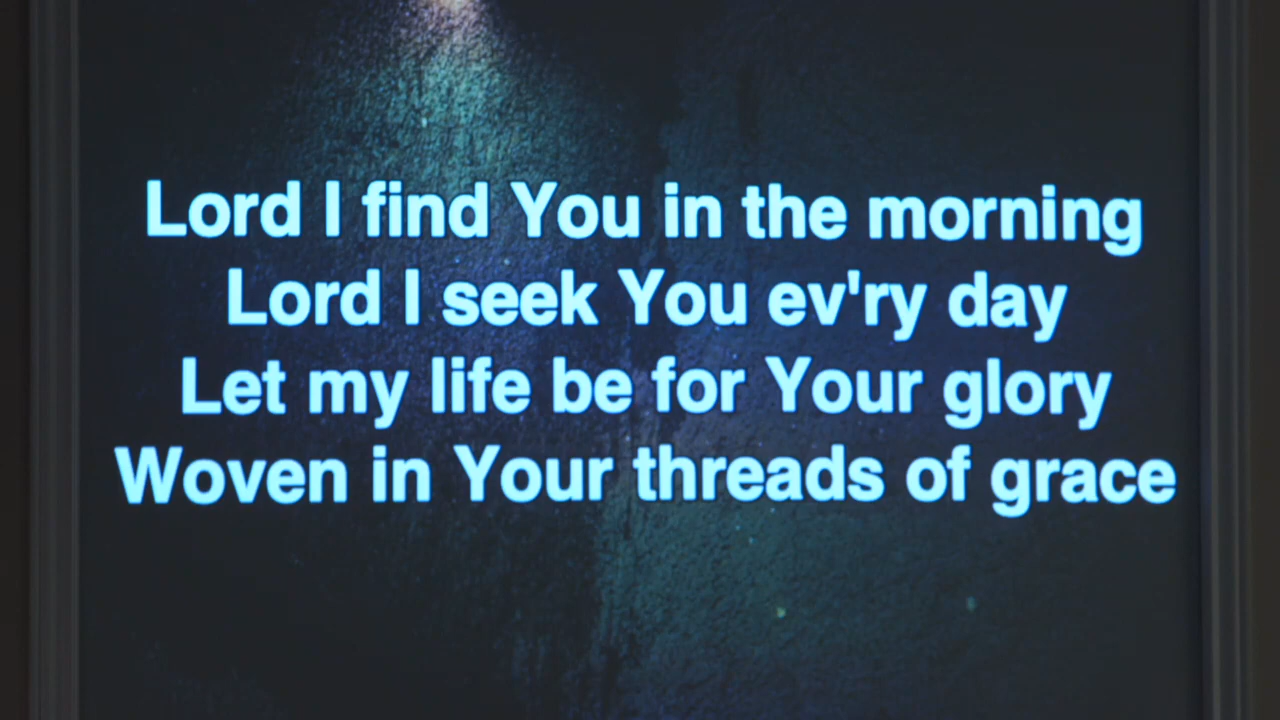 Lord I find You in the morning
Lord I seek You ev'ry day
Let my life be for Your glory
Woven in Your threads of grace